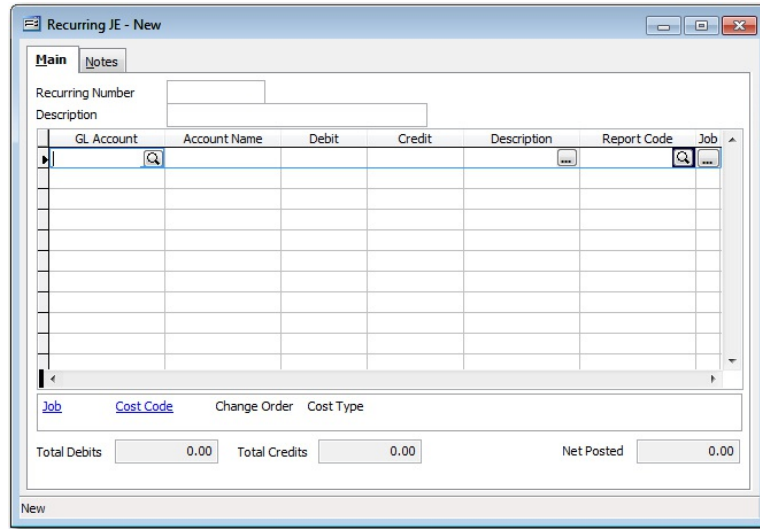 Recurring JE - New
Main Notes
Recurring Number
Description
GL Account Account Name Debit Credit Description Report Code Job
Job Cost Code Change Order Cost Type
Total Debits 0.00 Total Credits 0.00 Net Posted 0.00
New